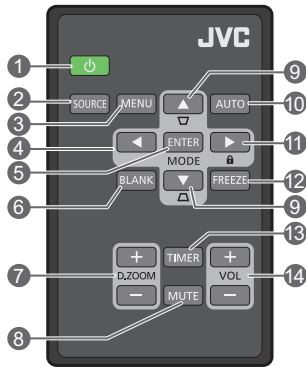 JVC
1
9
2
SOURCE
MENU
AUTO
10
3
4
11
5
ENTER
MODE
6
BLANK
FREEZE
12
9
13
7
+
D.ZOOM
−
TIMER
+
VOL
−
14
8
MUTE